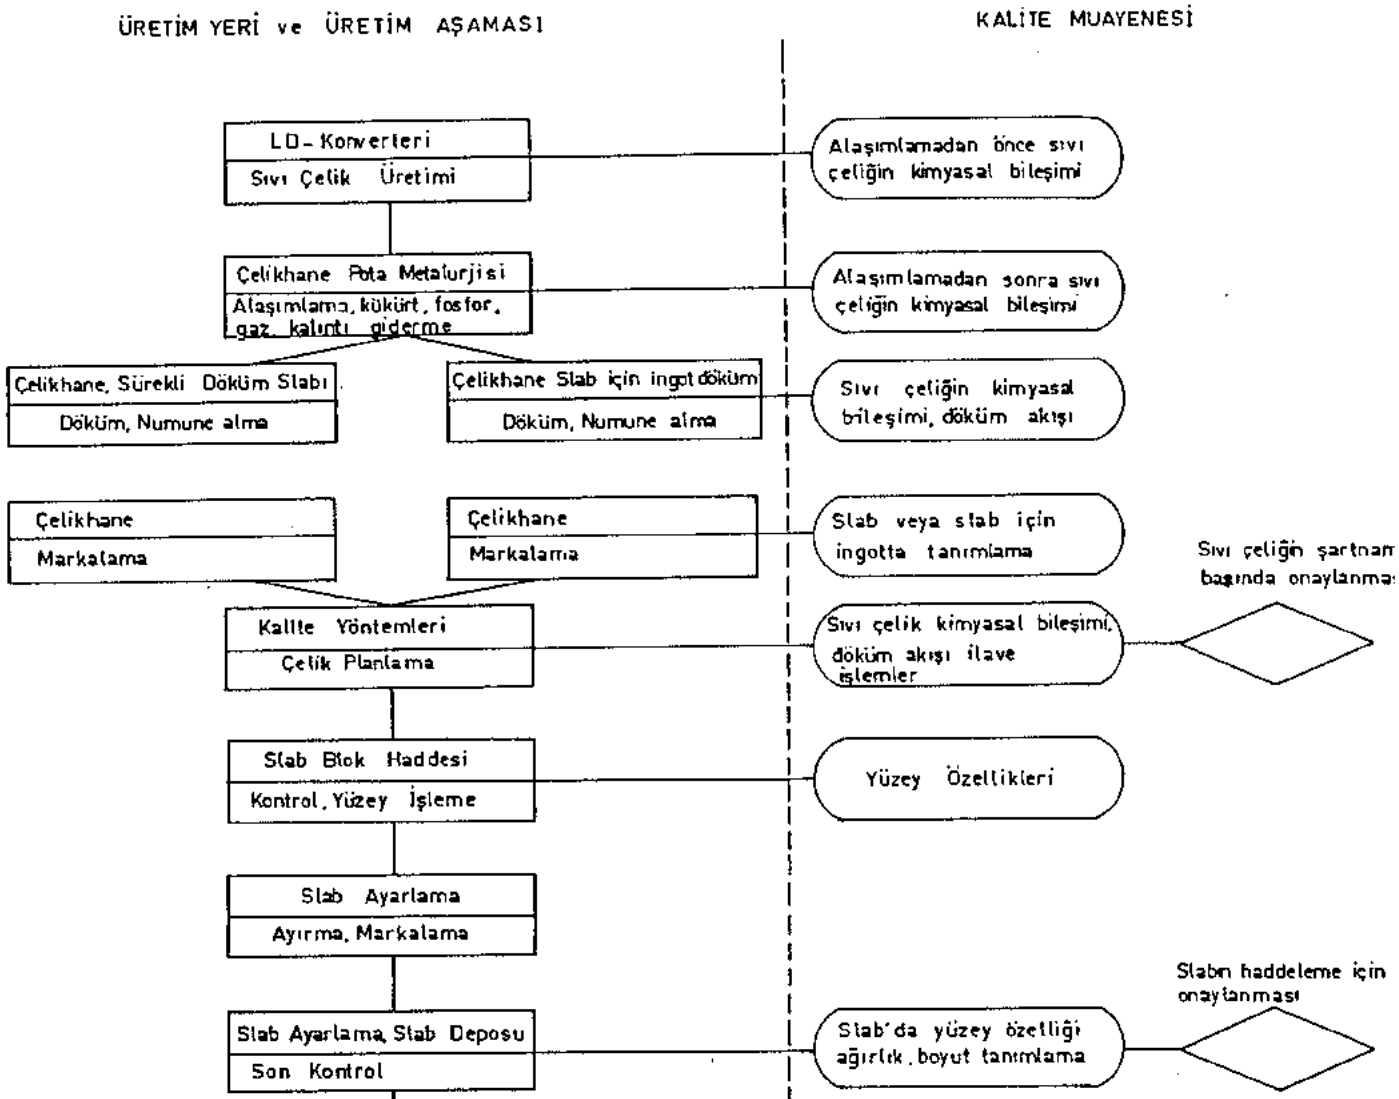 ÜRETİM YERİ ve ÜRETİM AŞAMASI
KALİTE MUAYENESİ
LD-Konverteri
Sıvı Çelik Üretimi
Alaşımlamadan önce sıvı
çeliğin kimyasal bileşimi
Çelikhane Pota Metalurjisi
Alaşımlama, kükürt, fosfor,
gaz, kalıntı giderme
Alaşımlamadan sonra sıvı
çeliğin kimyasal bileşimi
Çelikhane, Sürekli Döküm Slabı
Döküm, Numune alma
Çelikhane Slab için ingot döküm
Döküm, Numune alma
Sıvı çeliğin kimyasal
bileşimi, döküm akışı
Çelikhane
Markalama
Çelikhane
Markalama
Slab veya slab için
ingotta tanımlama
Sıvı çeliğin şartnam
başında onaylanma
Kalite Yöntemleri
Çelik Planlama
Sıvı çelik kimyasal bileşimi,
döküm akışı ilave
işlemler
Slab Blok Haddesi
Kontrol, Yüzey İşleme
Yüzey Özellikleri
Slab Ayarlama
Ayırma, Markalama
Slabın haddeleme için
onaylanması
Slab Ayarlama, Slab Deposu
Son Kontrol
Slab'da yüzey özelliği
ağırlık, boyut tanımlama